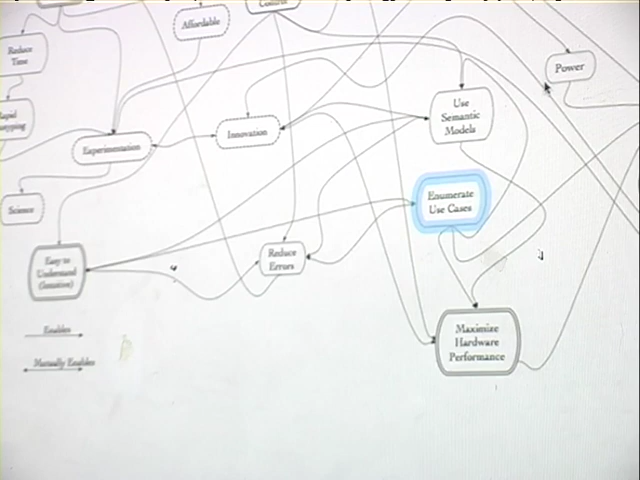 Affordable
Control
Reduce
Time
Power
Rapid
Use
Semantic
Models
Innovation
Experimentation
Enumerate
Use Cases
Science
Easy to
Understand
(Intuitive)
Reduce
Errors
Enables
Mutually Enables
Maximize
Hardware
Performance